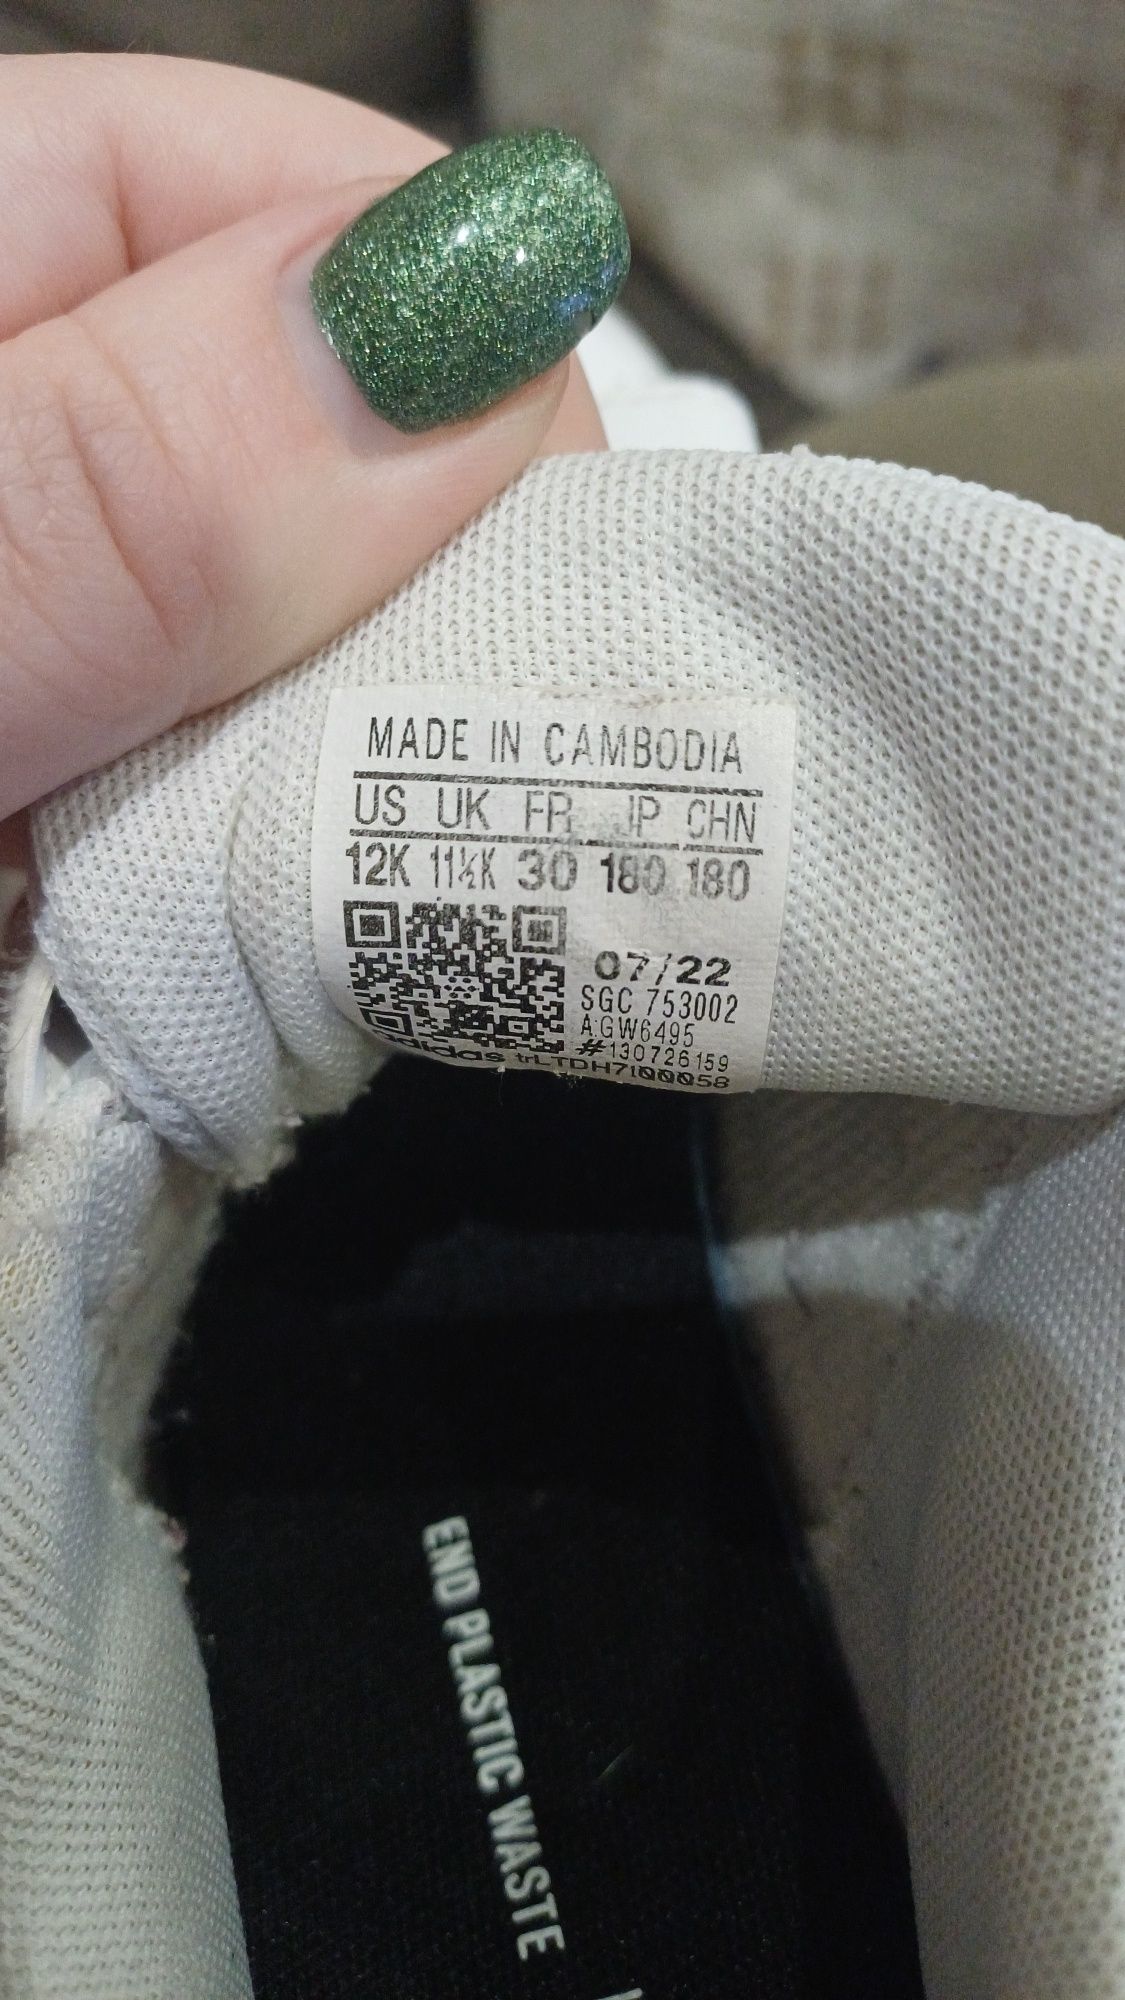 MADE IN CAMBODIA
US UK FR JP CHN
12K 11½K 30 180 180
07/22
SGC 753002
A:GW6495
#130726159
adidas trLTDH7100058
END PLASTIC WASTE